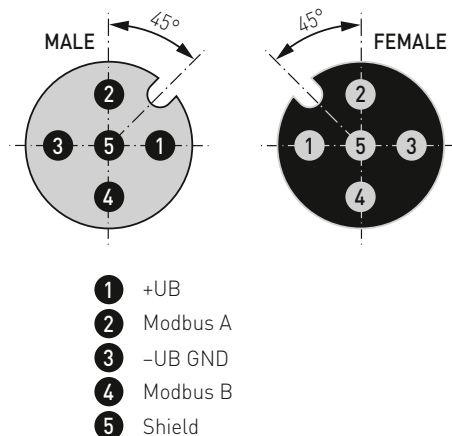 45° 45°
MALE FEMALE
2 2
3 5 1 1 5 3
4 4
1 +UB
2 Modbus A
3 –UB GND
4 Modbus B
5 Shield